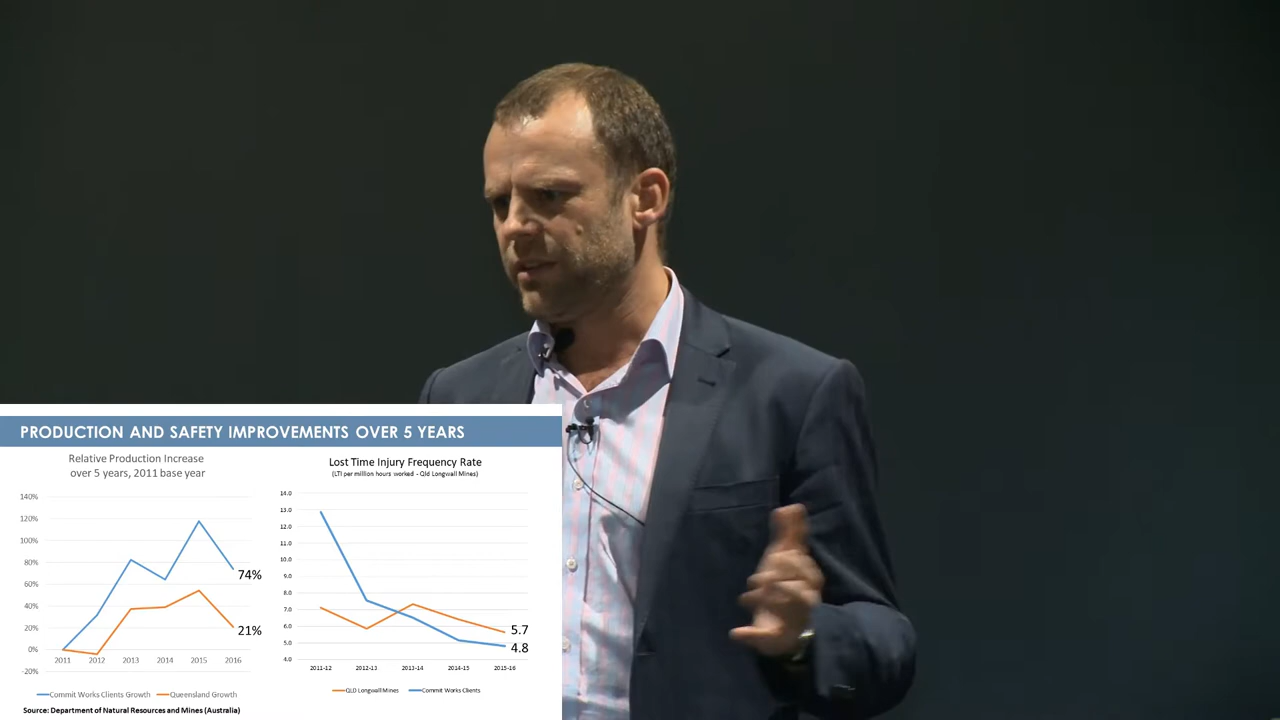 PRODUCTION AND SAFETY IMPROVEMENTS OVER 5 YEARS
Relative Production Increase
over 5 years, 2011 base year
140%
120%
100%
80%
60%
40%
20%
0%
-20%
74%
21%
2011 2012 2013 2014 2015 2016
Commit Works Clients Growth Queensland Growth
Source: Department of Natural Resources and Mines (Australia)
Lost Time Injury Frequency Rate
(LTI per million hours worked - Qld Longwall Mines)
14.0
13.0
12.0
11.0
10.0
9.0
8.0
7.0
6.0
5.0
4.0
5.7
4.8
2011-12 2012-13 2013-14 2014-15 2015-16
QLD Longwall Mines Commit Works Clients